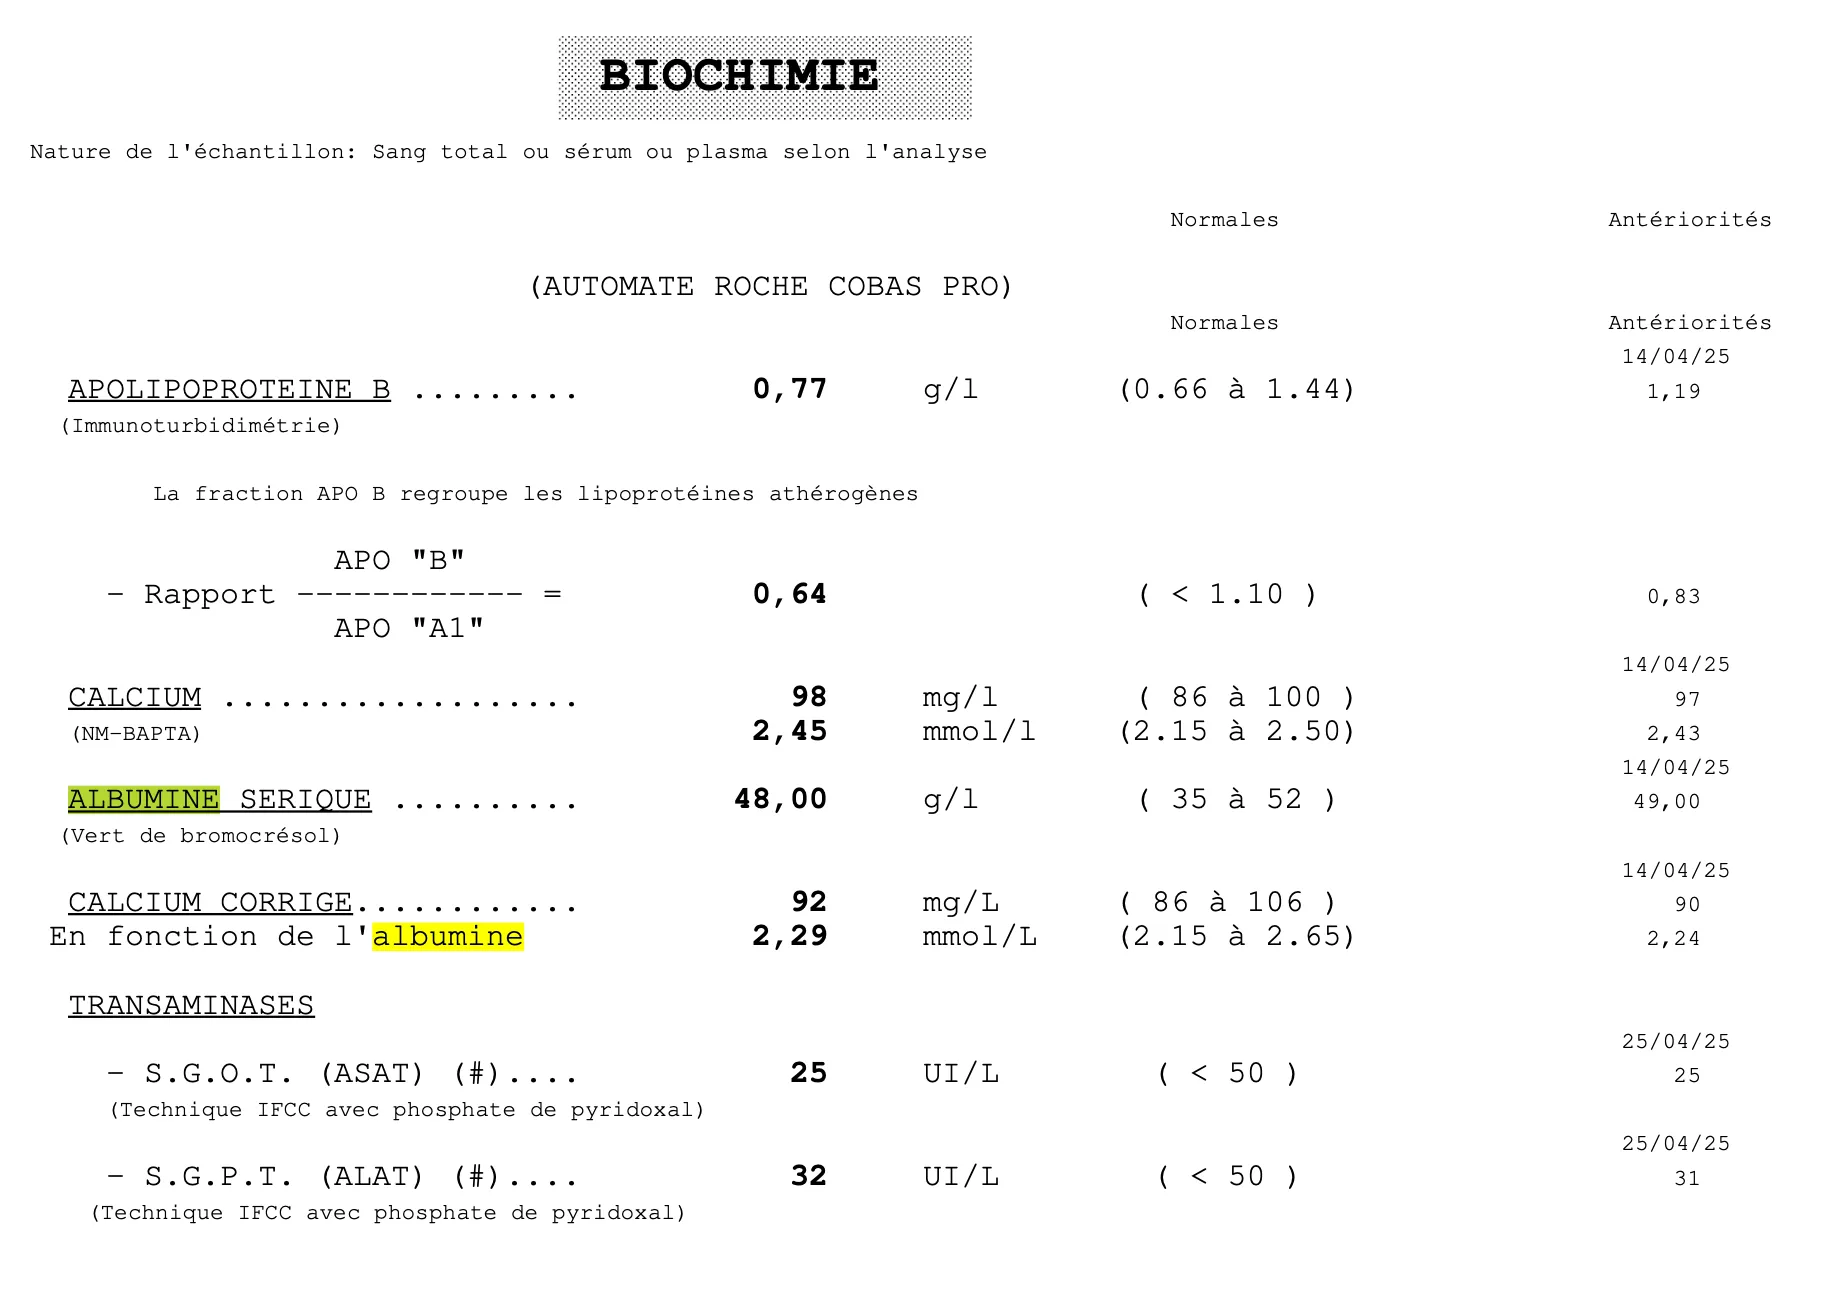 BIOCHIMIE
Nature de l'échantillon: Sang total ou sérum ou plasma selon l'analyse
Normales Antériorités
(AUTOMATE ROCHE COBAS PRO)
Normales Antériorités
14/04/25
APOLIPOPROTEINE B ......... 0,77 g/l (0.66 à 1.44) 1,19
(Immunoturbidimétrie)
La fraction APO B regroupe les lipoprotéines athérogènes
APO "B"
- Rapport ------------ = 0,64 ( < 1.10 ) 0,83
APO "A1"
14/04/25
CALCIUM ................... 98 mg/l ( 86 à 100 ) 97
(NM-BAPTA) 2,45 mmol/l (2.15 à 2.50) 2,43
14/04/25
ALBUMINE SERIQUE .......... 48,00 g/l ( 35 à 52 ) 49,00
(Vert de bromocrésol)
14/04/25
CALCIUM CORRIGE............ 92 mg/L ( 86 à 106 ) 90
En fonction de l'albumine 2,29 mmol/L (2.15 à 2.65) 2,24
TRANSAMINASES
25/04/25
- S.G.O.T. (ASAT) (#).... 25 UI/L ( < 50 ) 25
(Technique IFCC avec phosphate de pyridoxal)
25/04/25
- S.G.P.T. (ALAT) (#).... 32 UI/L ( < 50 ) 31
(Technique IFCC avec phosphate de pyridoxal)